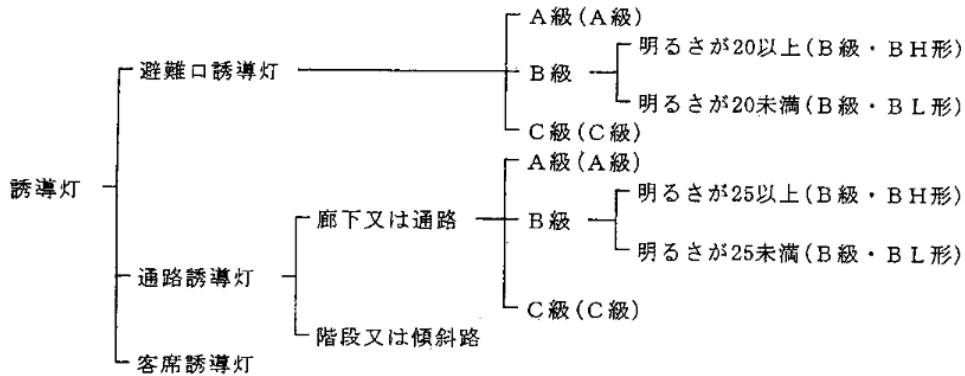 誘導灯
避難口誘導灯
A級(A級)
B級
明るさが20以上(B級・BH形)
明るさが20未満(B級・BL形)
C級(C級)
通路誘導灯
廊下又は通路
A級(A級)
B級
明るさが25以上(B級・BH形)
明るさが25未満(B級・BL形)
C級(C級)
階段又は傾斜路
客席誘導灯